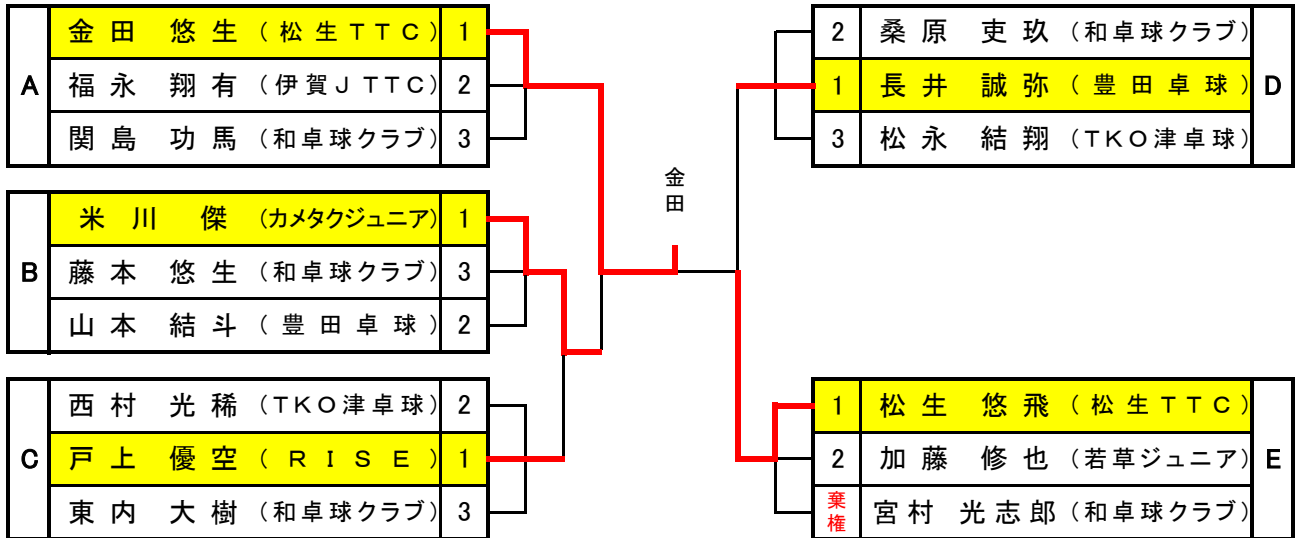 A
金田 悠生 (松生TTC) 1
福永 翔有 (伊賀JTTC) 2
関島 功馬 (和卓球クラブ) 3
B
米川 傑 (カメタクジュニア) 1
藤本 悠生 (和卓球クラブ) 3
山本 結斗 (豊田卓球) 2
C
西村 光稀 (TKO津卓球) 2
戸上 優空 (RISE) 1
東内 大樹 (和卓球クラブ) 3
金田
2 桑原 吏玖 (和卓球クラブ)
1 長井 誠弥 (豊田卓球)
3 松永 結翔 (TKO津卓球)
D
1 松生 悠飛 (松生TTC)
2 加藤 修也 (若草ジュニア)
棄権 宮村 光志郎 (和卓球クラブ)
E